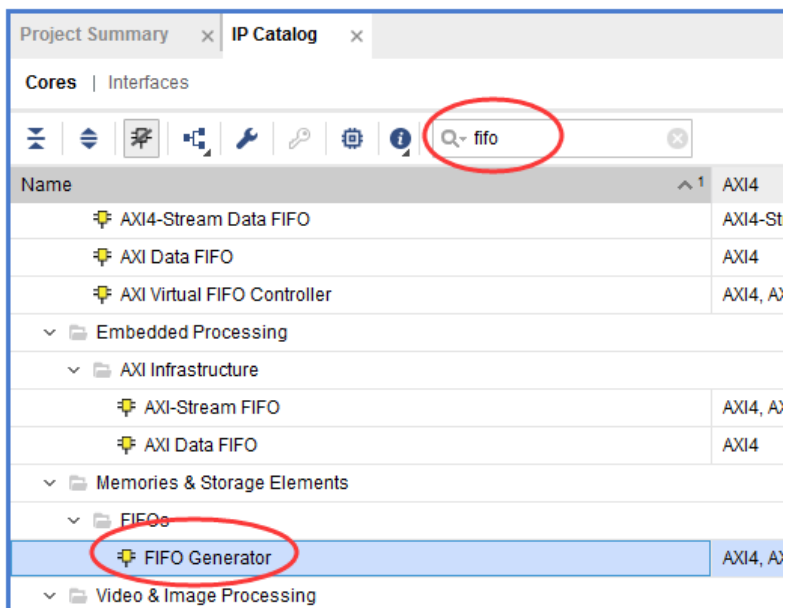 Project Summary × IP Catalog ×
Cores | Interfaces
fifo
Name 1 AXI4
AXI4-Stream Data FIFO AXI4-St
AXI Data FIFO AXI4
AXI Virtual FIFO Controller AXI4, AX
Embedded Processing
AXI Infrastructure
AXI-Stream FIFO AXI4, AX
AXI Data FIFO AXI4
Memories & Storage Elements
FIFOs
FIFO Generator AXI4, AX
Video & Image Processing